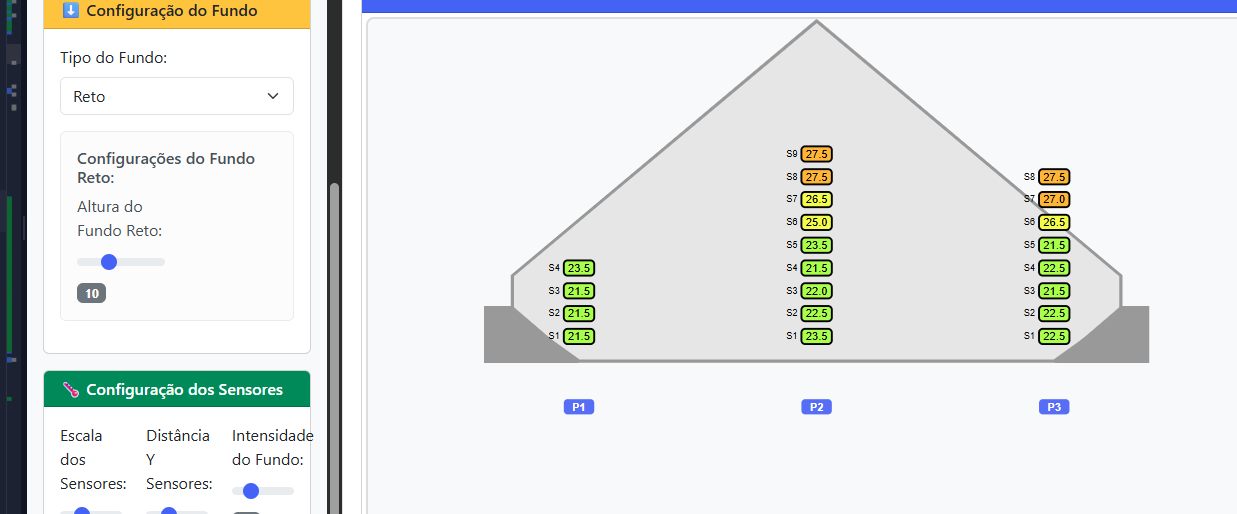 ⬇️ Configuração do Fundo
Tipo do Fundo:
Reto
Configurações do Fundo
Reto:
Altura do
Fundo Reto:
10
🌡️ Configuração dos Sensores
Escala
dos
Sensores:
Distância
Y
Sensores:
Intensidade
do Fundo:
S4 23.5
S3 21.5
S2 21.5
S1 21.5
P1
S9 27.5
S8 27.5
S7 26.5
S6 25.0
S5 23.5
S4 21.5
S3 22.0
S2 22.5
S1 23.5
P2
S8 27.5
S7 27.0
S6 26.5
S5 21.5
S4 22.5
S3 21.5
S2 22.5
S1 22.5
P3